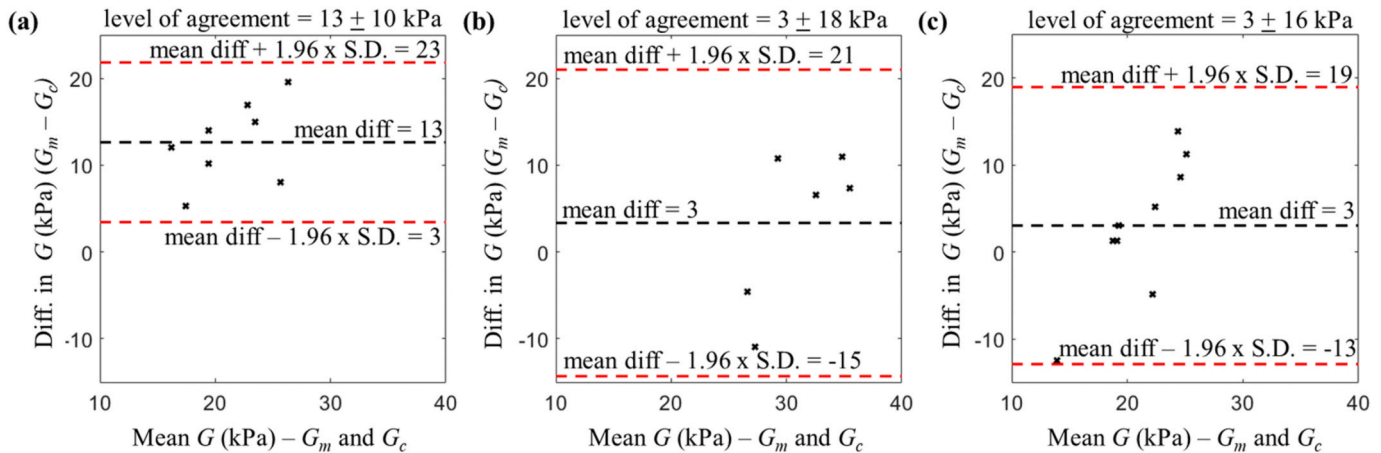 (a)
level of agreement = 13 ± 10 kPa
mean diff + 1.96 x S.D. = 23
mean diff = 13
mean diff – 1.96 x S.D. = 3
20
10
0
-10
10
20
30
40
Diff. in G (kPa) (Gm – Gc)
Mean G (kPa) – Gm and Gc
(b)
level of agreement = 3 ± 18 kPa
mean diff + 1.96 x S.D. = 21
mean diff = 3
mean diff – 1.96 x S.D. = -15
20
10
0
-10
10
20
30
40
Diff. in G (kPa) (Gm – Gc)
Mean G (kPa) – Gm and Gc
(c)
level of agreement = 3 ± 16 kPa
mean diff + 1.96 x S.D. = 19
mean diff = 3
mean diff – 1.96 x S.D. = -13
20
10
0
-10
10
20
30
40
Diff. in G (kPa) (Gm – Gc)
Mean G (kPa) – Gm and Gc